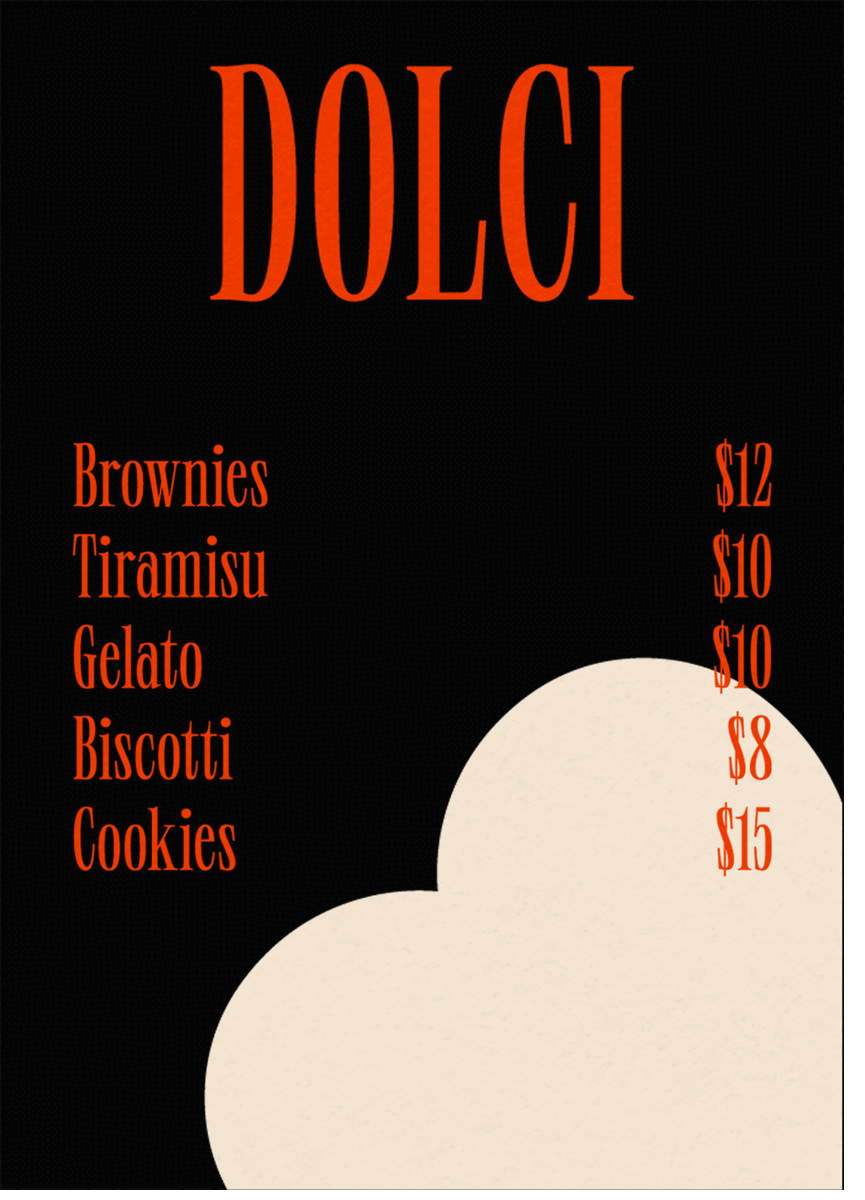 DOLCI
Brownies $12
Tiramisu $10
Gelato $10
Biscotti $8
Cookies $15